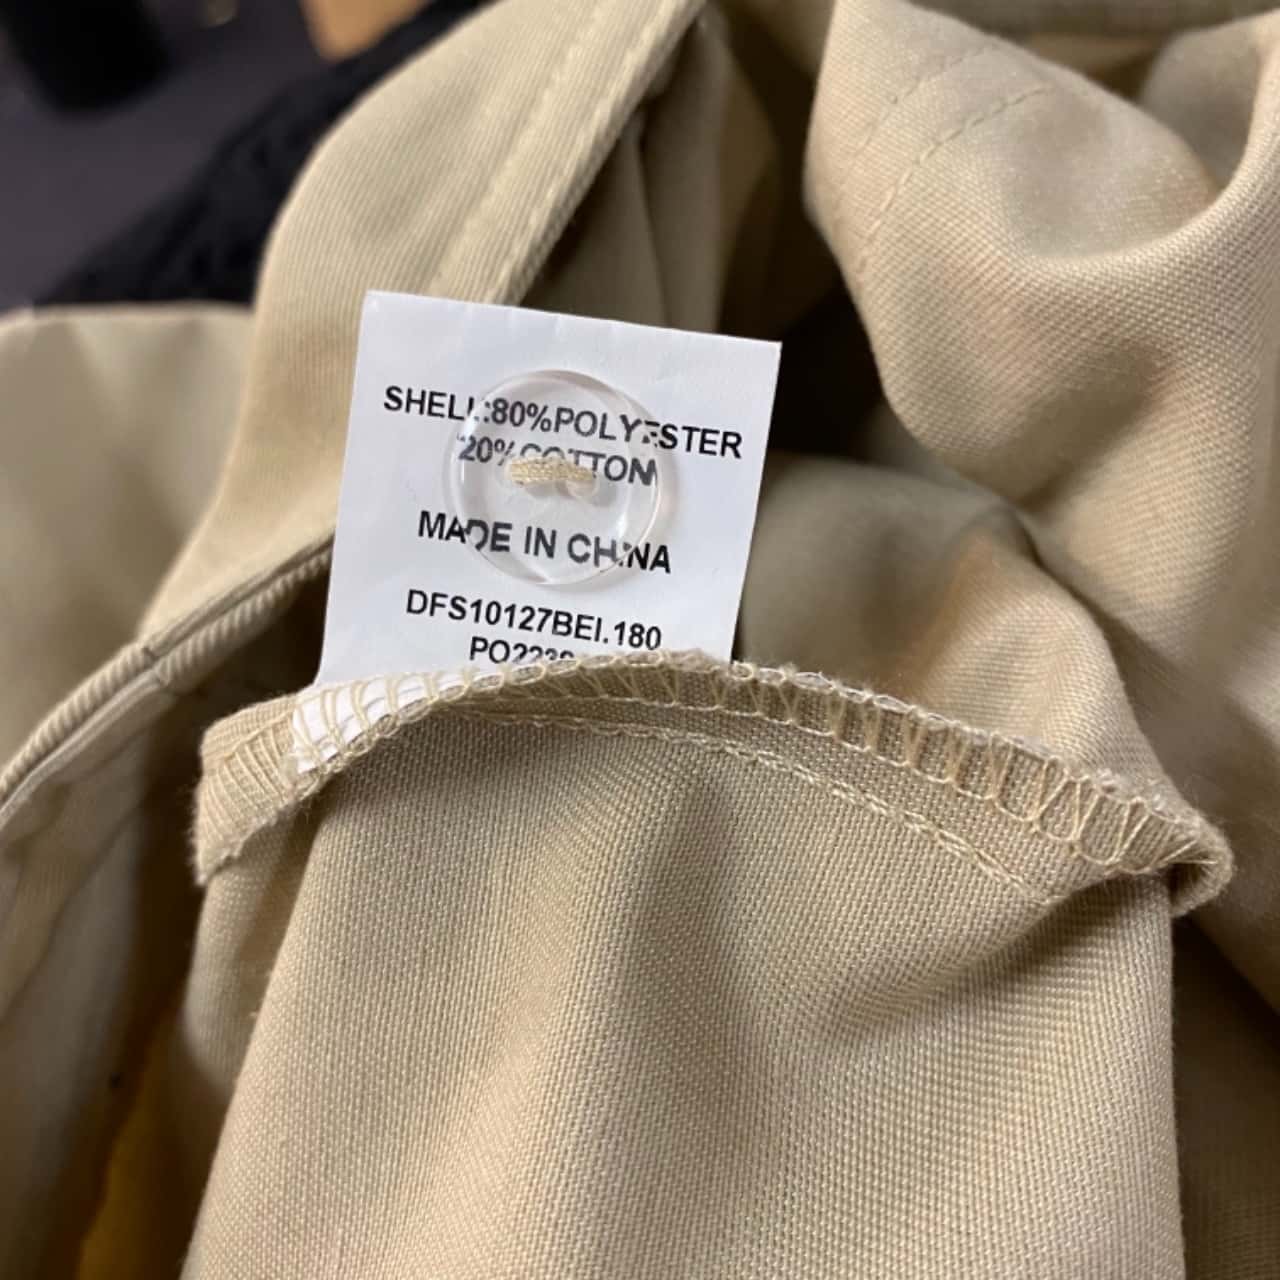 SHELL:80%POLYESTER
20%COTTON
MADE IN CHINA
DFS10127BEI.180